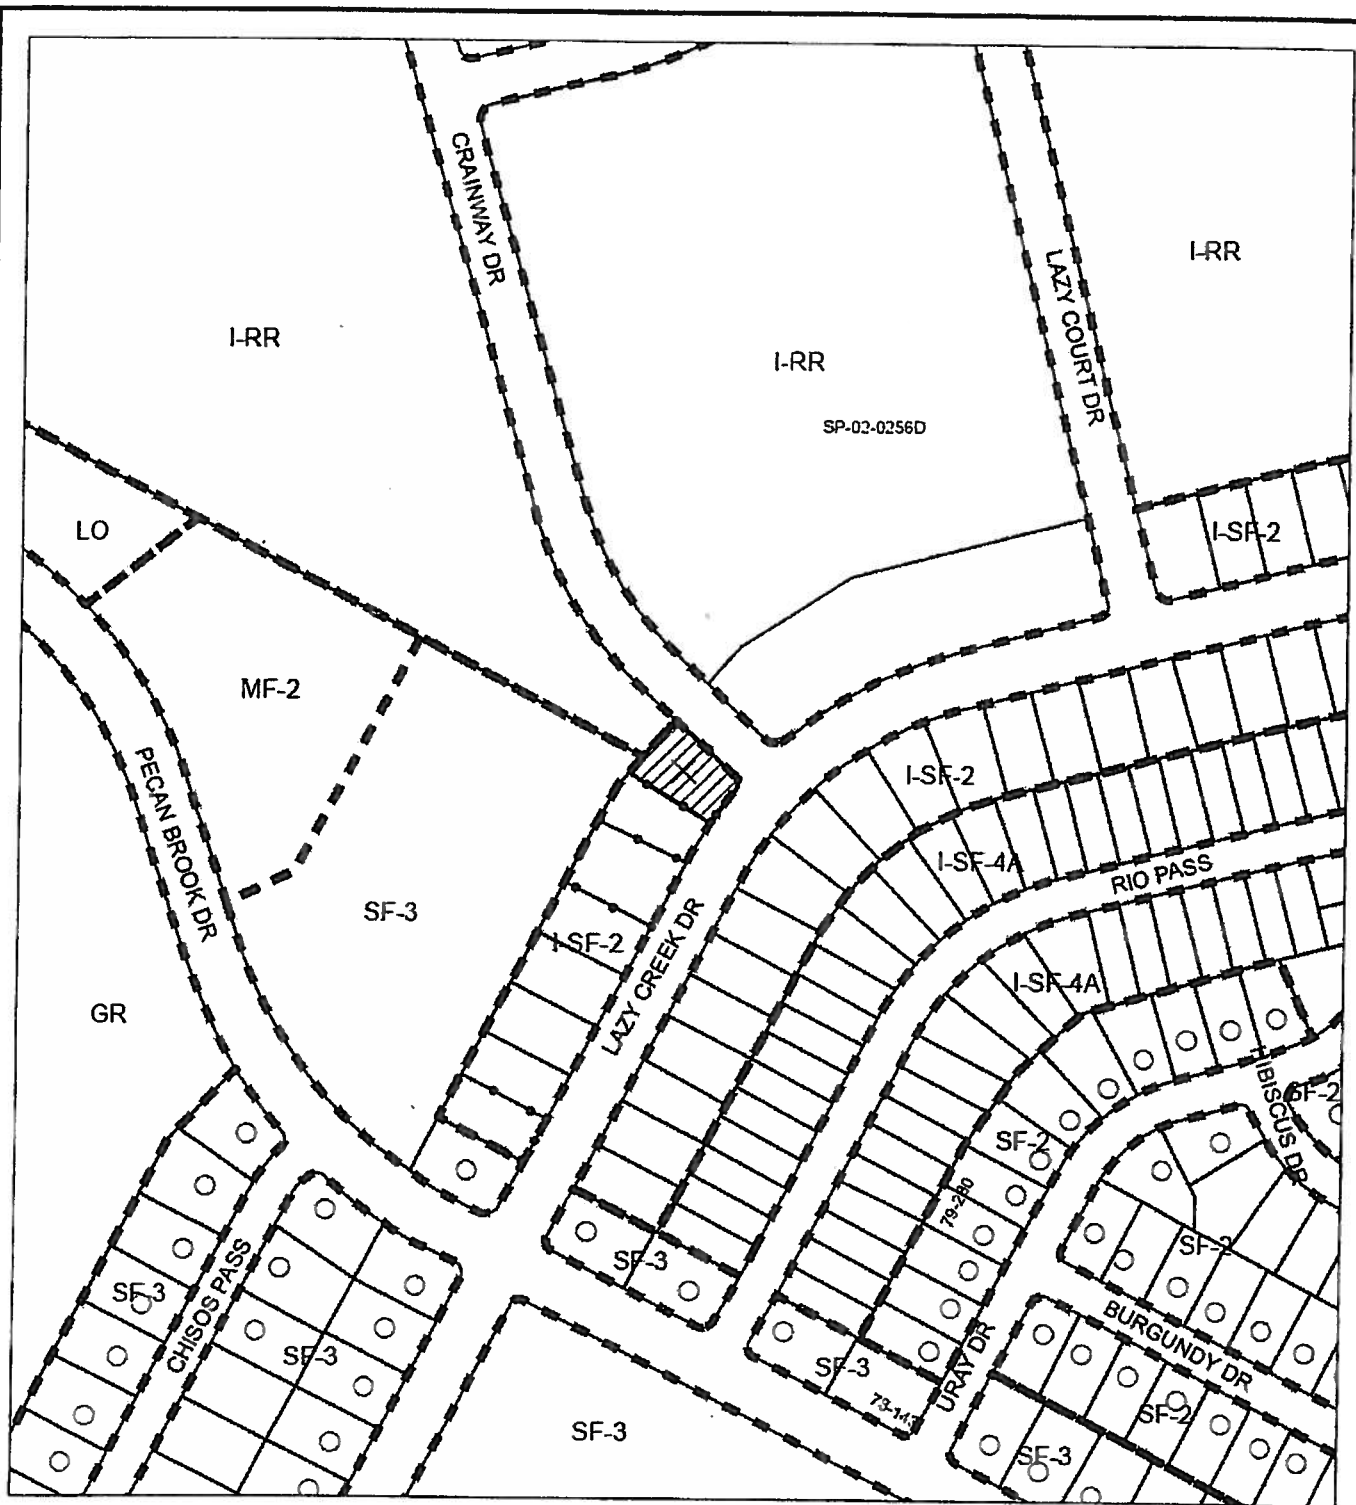 CRAINWAY DR
I-RR
LAZY COURT DR
I-RR
I-RR
SP-02-0256D
LO
I-SF-2
MF-2
PECAN BROOK DR
I-SF-2
I-SF-4A
RIO PASS
SF-3
I-SF-2
LAZY CREEK DR
I-SF-4A
GR
HIBISCUS DR
SF-2
SF-2
79-280
SF-2
SF-3
SF-3
CHISOS PASS
SF-3
BURGUNDY DR
URAY DR
SF-3
SF-2
SF-3
SF-3